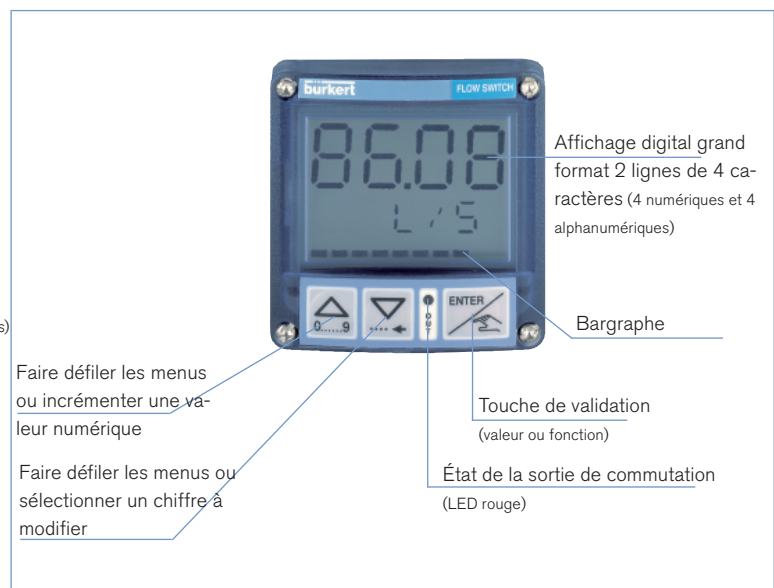 bürkert
FLOW SWITCH
86.08
L/S
0......9
....
OUT
ENTER
Affichage digital grand
format 2 lignes de 4 ca-
ractères (4 numériques et 4
alphanumériques)
Bargraphe
s)
Faire défiler les menus
ou incrémenter une va-
leur numérique
Touche de validation
(valeur ou fonction)
Faire défiler les menus ou
sélectionner un chiffre à
modifier
État de la sortie de commutation
(LED rouge)